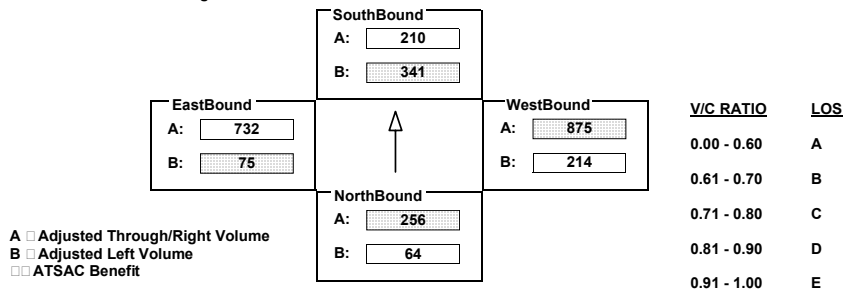 SouthBound
A: 210
B: 341
EastBound
A: 732
B: 75
WestBound
A: 875
B: 214
NorthBound
A: 256
B: 64
A □ Adjusted Through/Right Volume
B □ Adjusted Left Volume
□□ ATSAC Benefit
V/C RATIO LOS
0.00 - 0.60 A
0.61 - 0.70 B
0.71 - 0.80 C
0.81 - 0.90 D
0.91 - 1.00 E